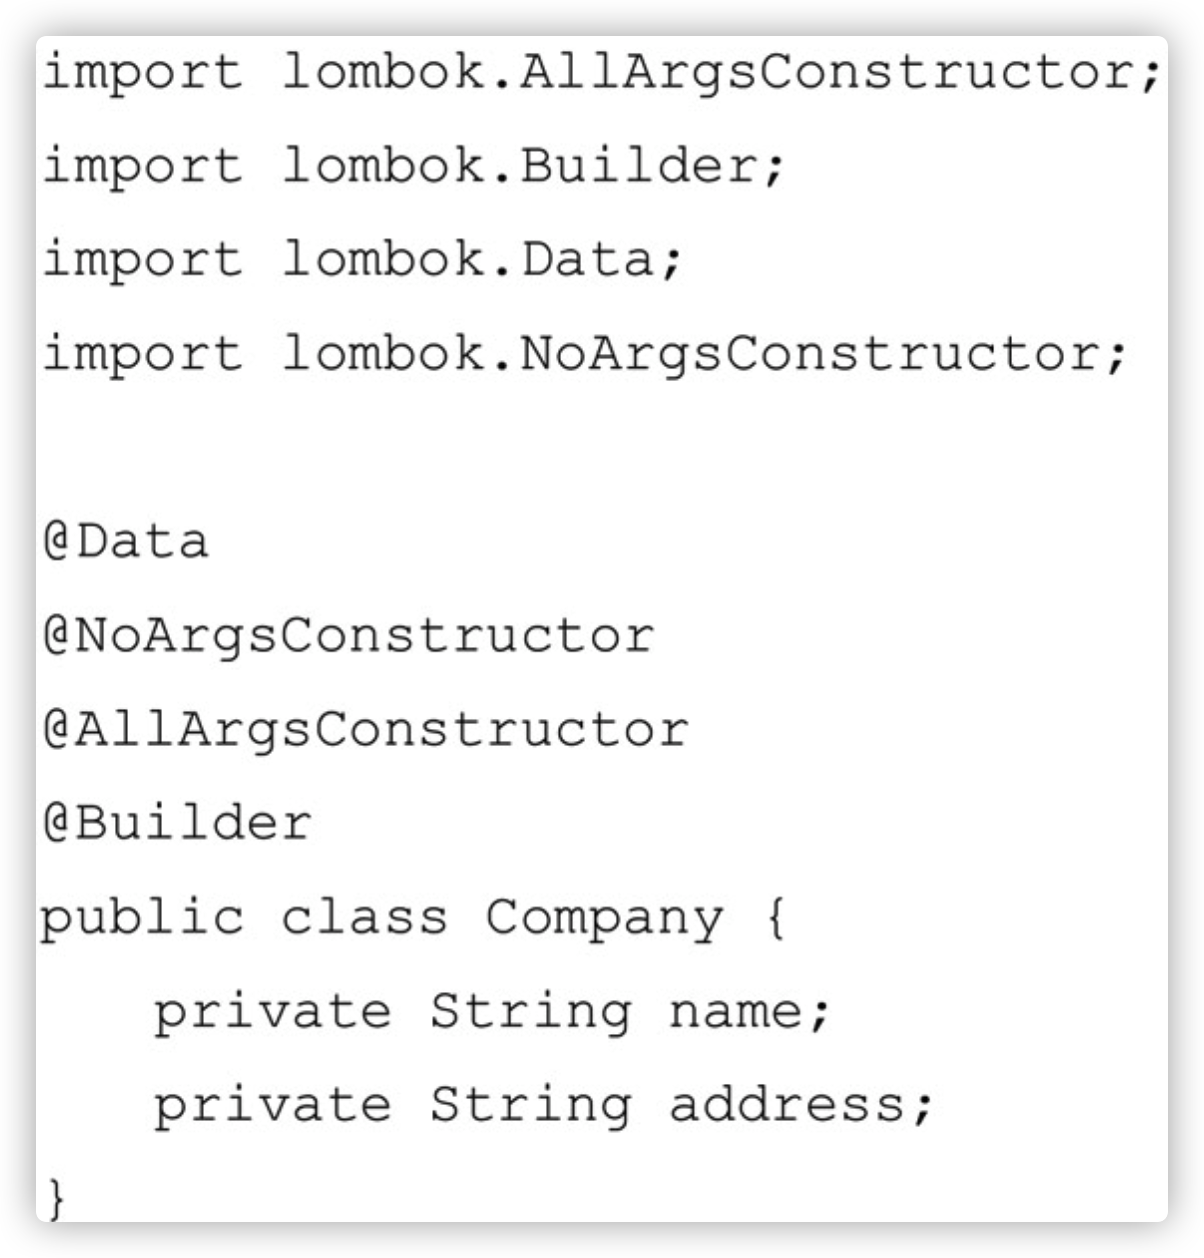 import lombok.AllArgsConstructor;
import lombok.Builder;
import lombok.Data;
import lombok.NoArgsConstructor;

@Data
@NoArgsConstructor
@AllArgsConstructor
@Builder
public class Company {
    private String name;
    private String address;
}